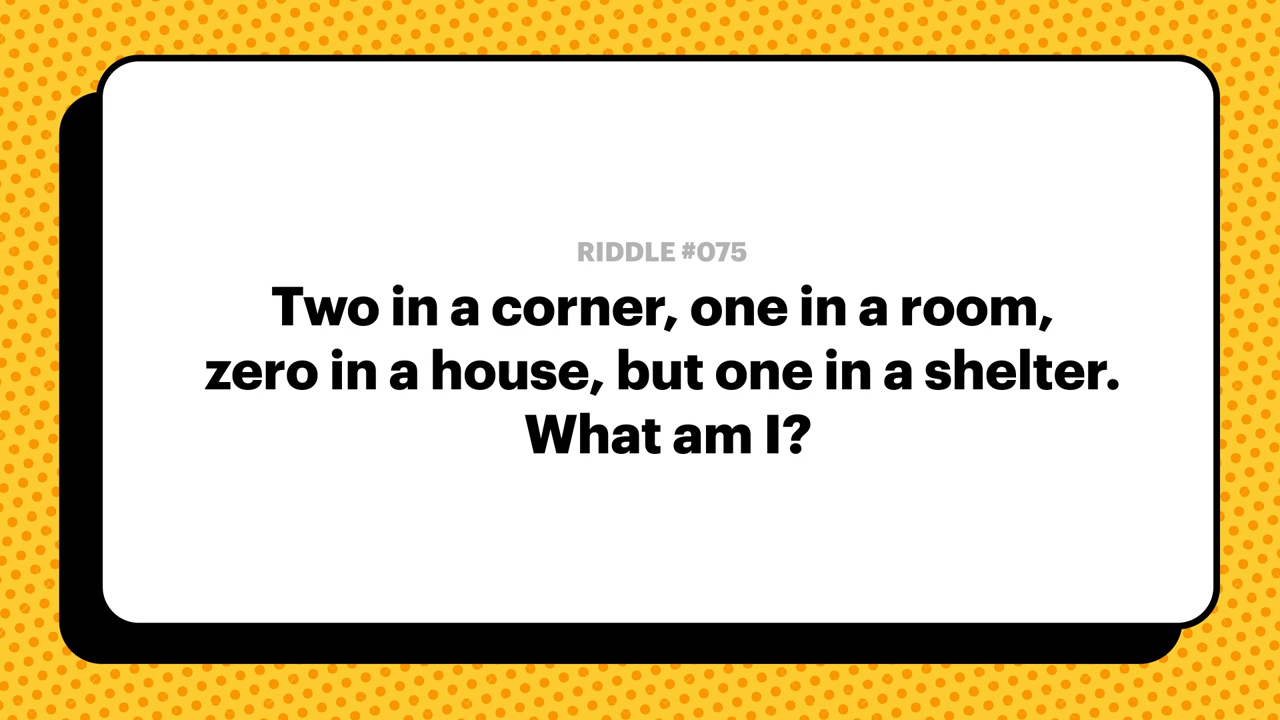 RIDDLE #075
Two in a corner, one in a room,
zero in a house, but one in a shelter.
What am I?